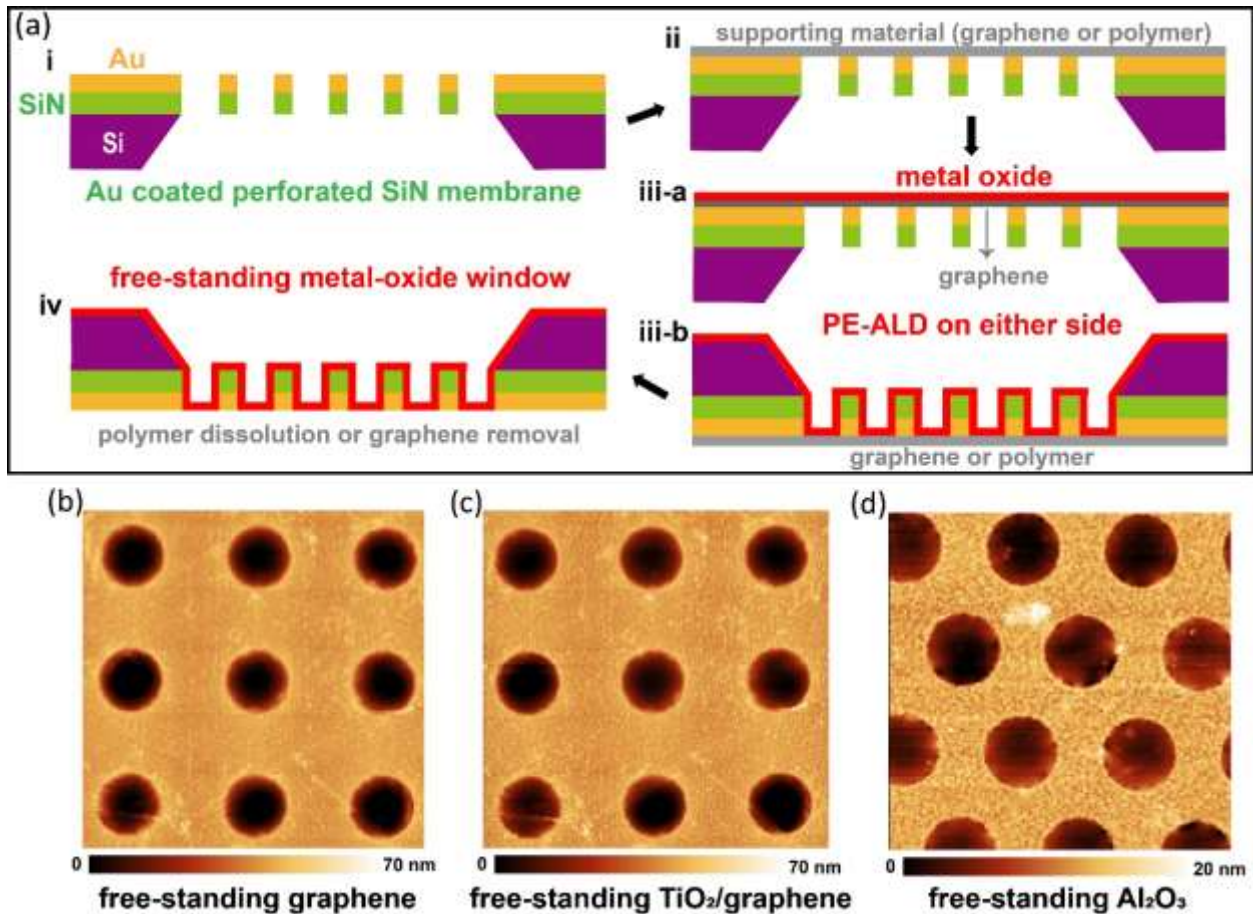 (a)
i
Au
SiN
Si
Au coated perforated SiN membrane
ii
supporting material (graphene or polymer)
metal oxide
iii-a
graphene
free-standing metal-oxide window
iv
polymer dissolution or graphene removal
PE-ALD on either side
iii-b
graphene or polymer
(b)
(c)
(d)
0 70 nm
0 70 nm
0 20 nm
free-standing graphene
free-standing TiO₂/graphene
free-standing Al₂O₃